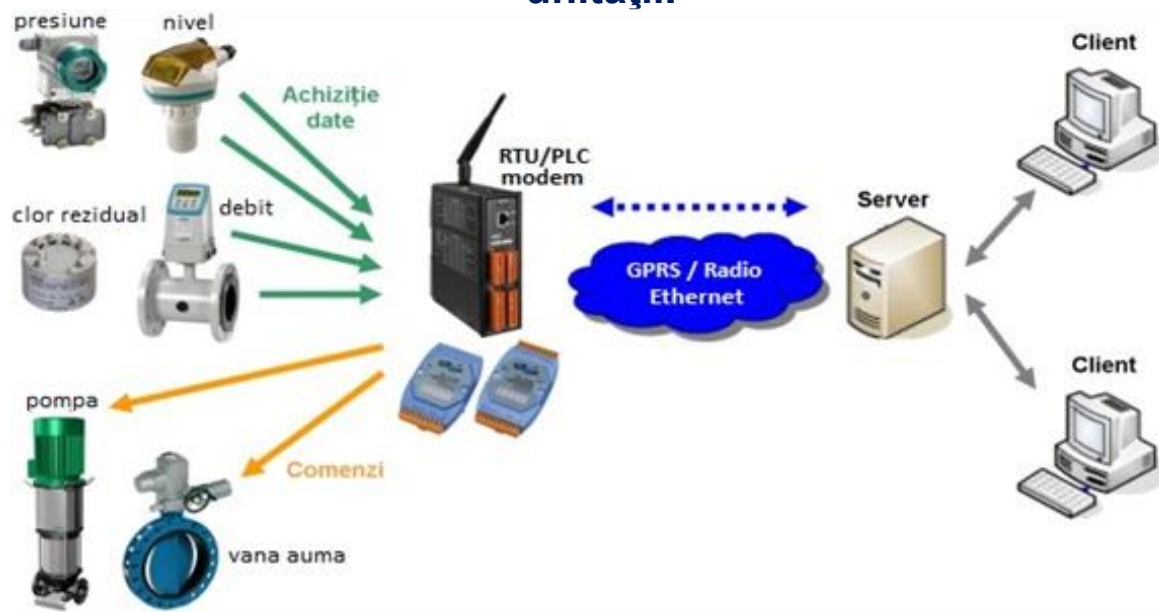 presiune
nivel
Achiziție
date
clor rezidual
debit
RTU/PLC
modem
GPRS / Radio
Ethernet
Server
Client
Client
pompa
Comenzi
vana auma